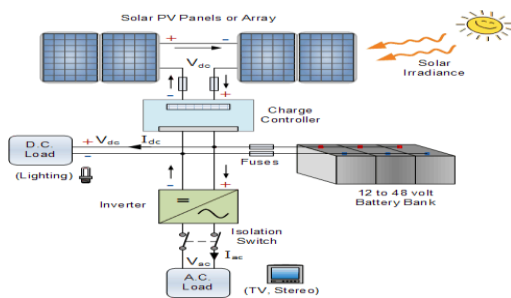 Solar PV Panels or Array
+ -
Solar
Irradiance
Vdc
- +
Charge
Controller
D.C.
Load
+ Vdc Idc
-
(Lighting)
Fuses
12 to 48 volt
Battery Bank
- +
Inverter
Isolation
Switch
Vac Iac
A.C.
Load
(TV, Stereo)